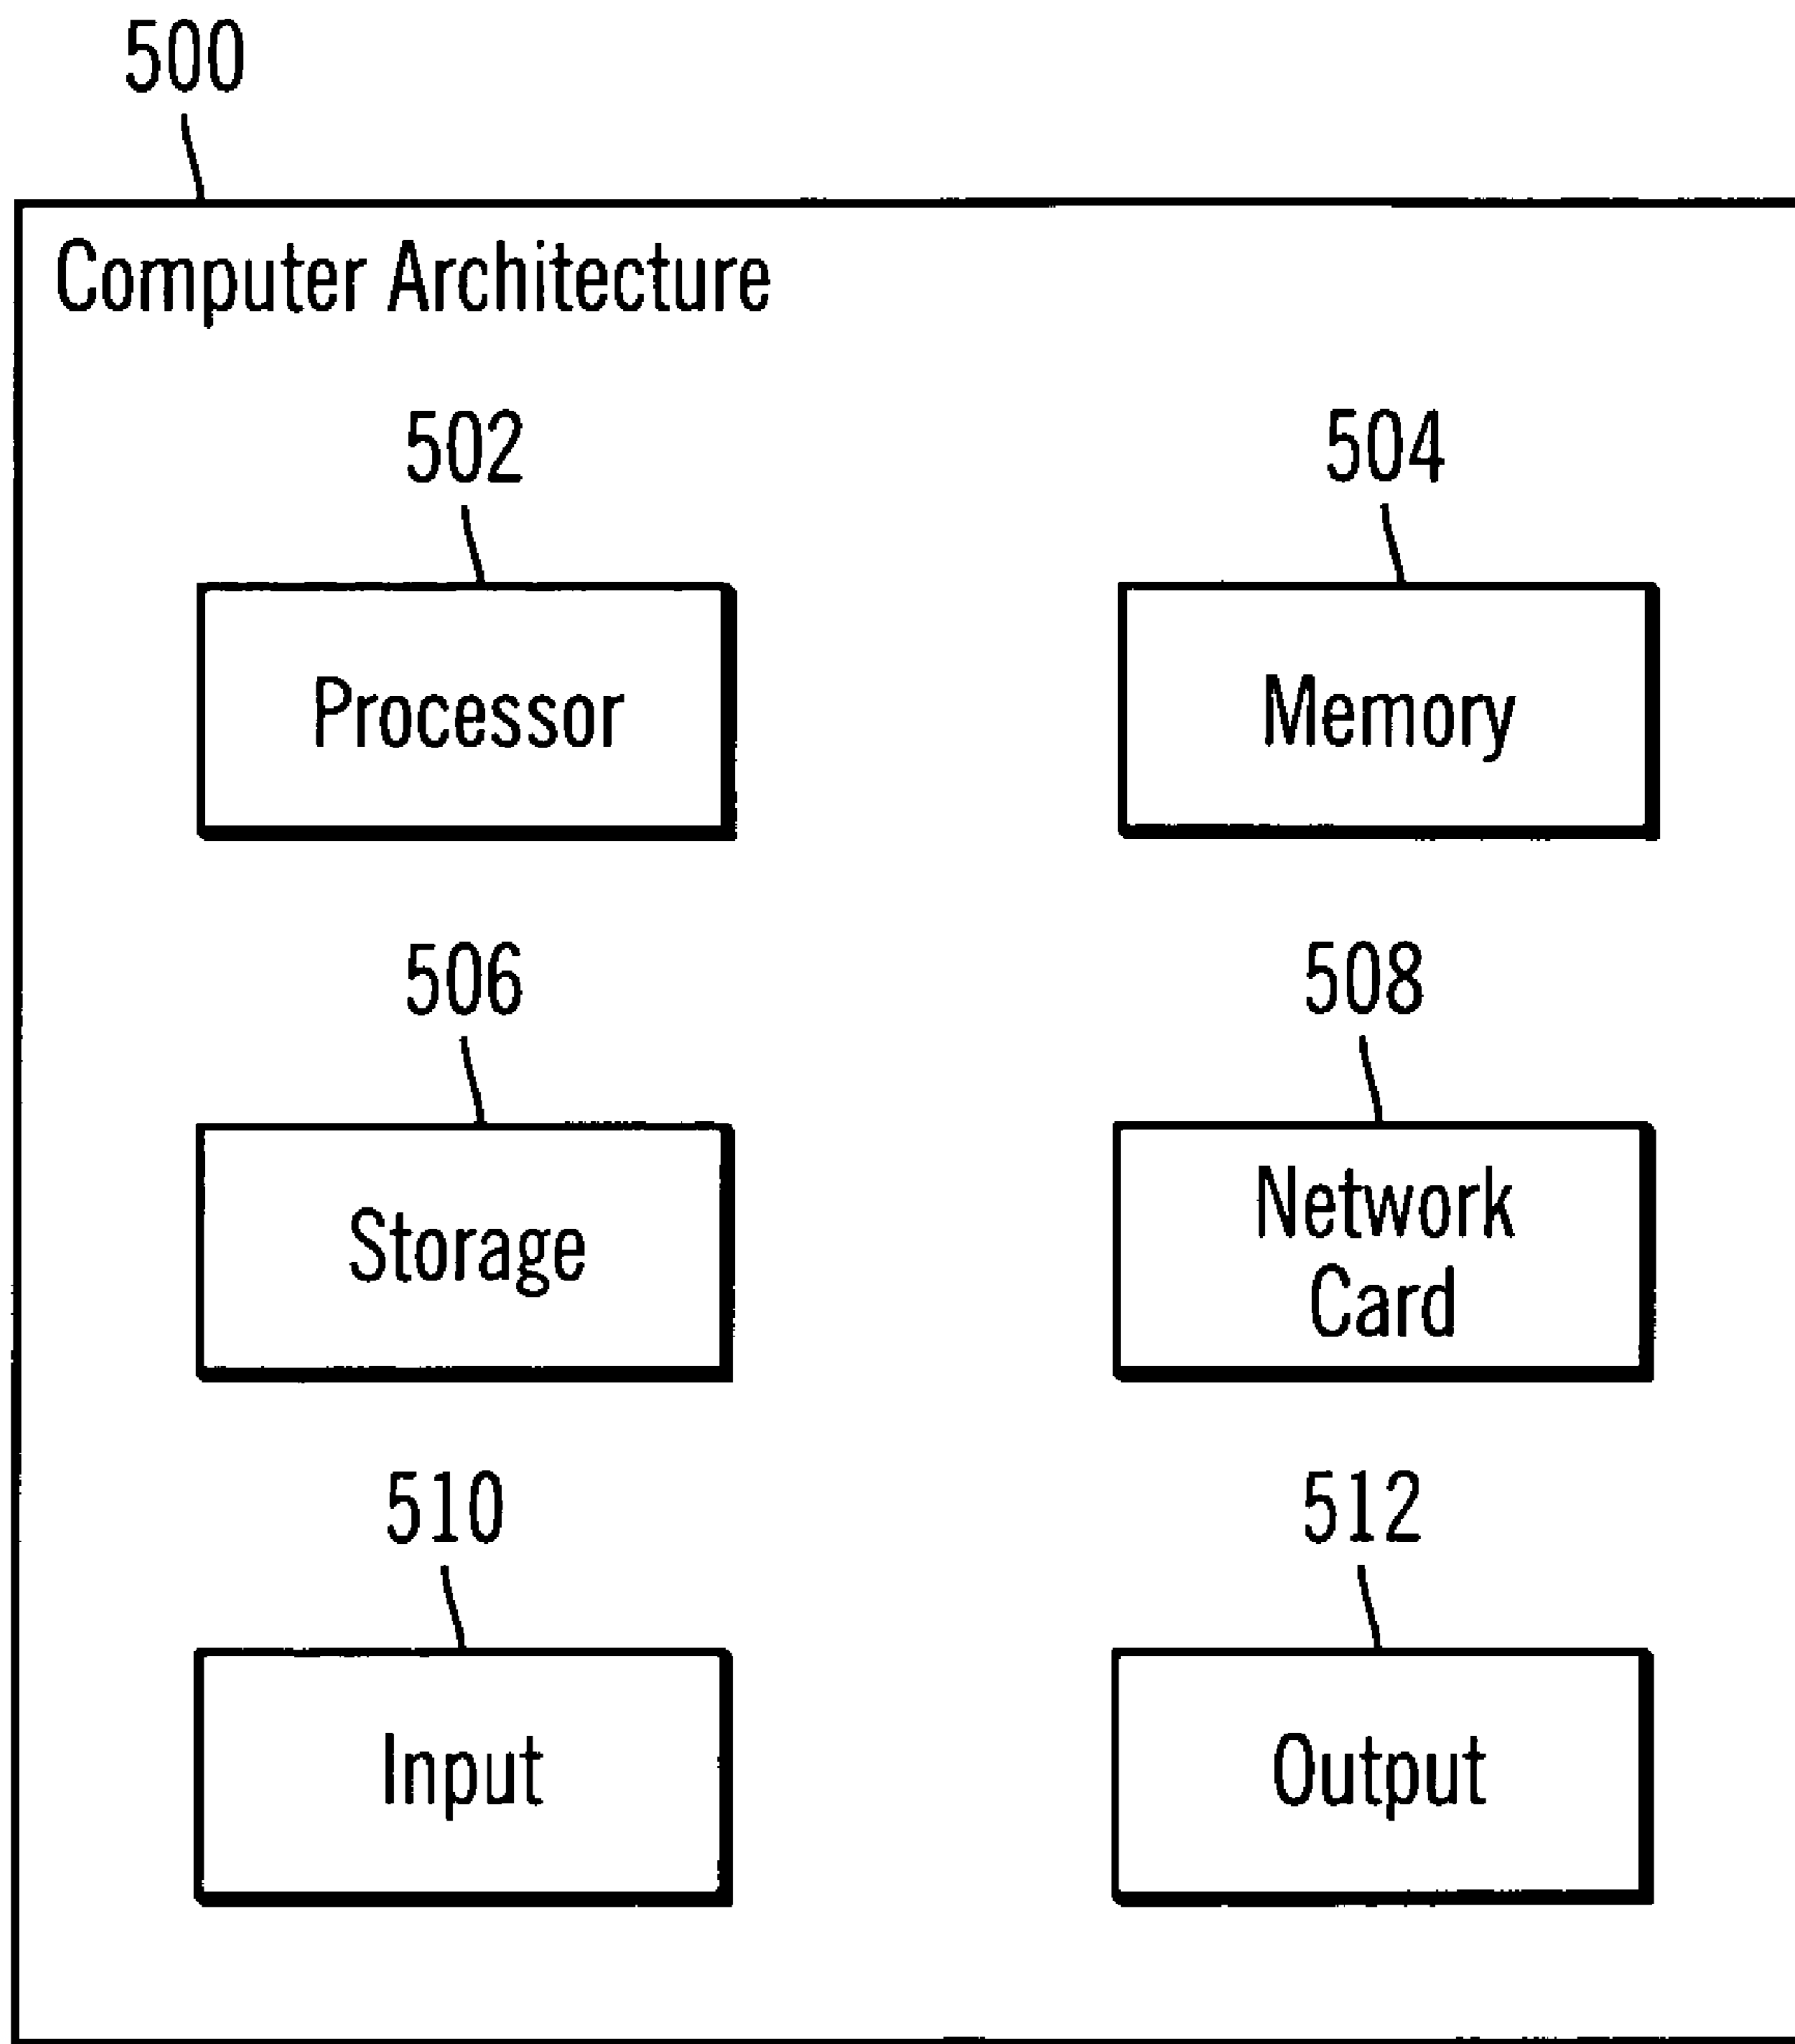 500
Computer Architecture
502
504
Processor
Memory
506
508
Storage
Network
Card
510
512
Input
Output